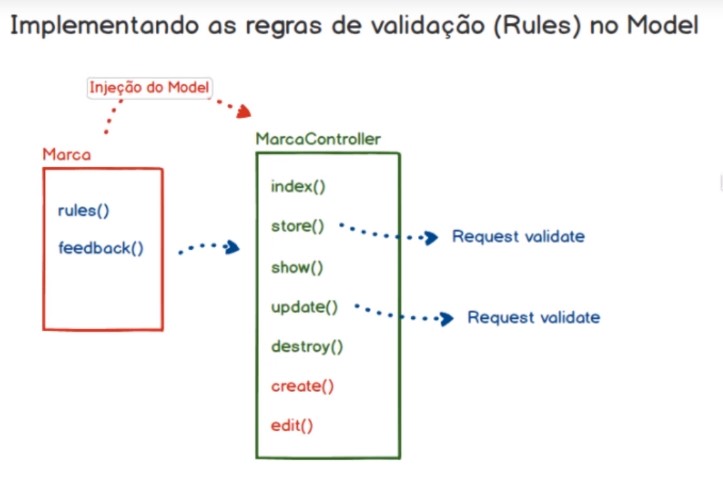 Implementando as regras de validação (Rules) no Model
Injeção do Model
Marca
rules()
feedback()
MarcaController
index()
store()
show()
update()
destroy()
create()
edit()
Request validate
Request validate